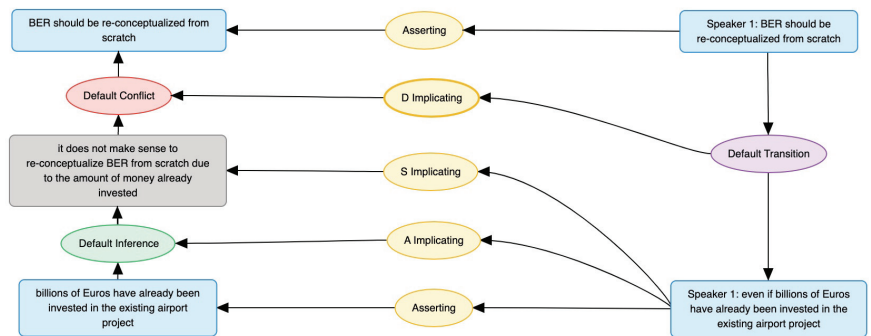 BER should be re-conceptualized from
scratch
Asserting
Speaker 1: BER should be
re-conceptualized from scratch
Default Conflict
D Implicating
it does not make sense to
re-conceptualize BER from scratch due
to the amount of money already
invested
S Implicating
Default Transition
Default Inference
A Implicating
billions of Euros have already been
invested in the existing airport
project
Asserting
Speaker 1: even if billions of Euros
have already been invested in the
existing airport project